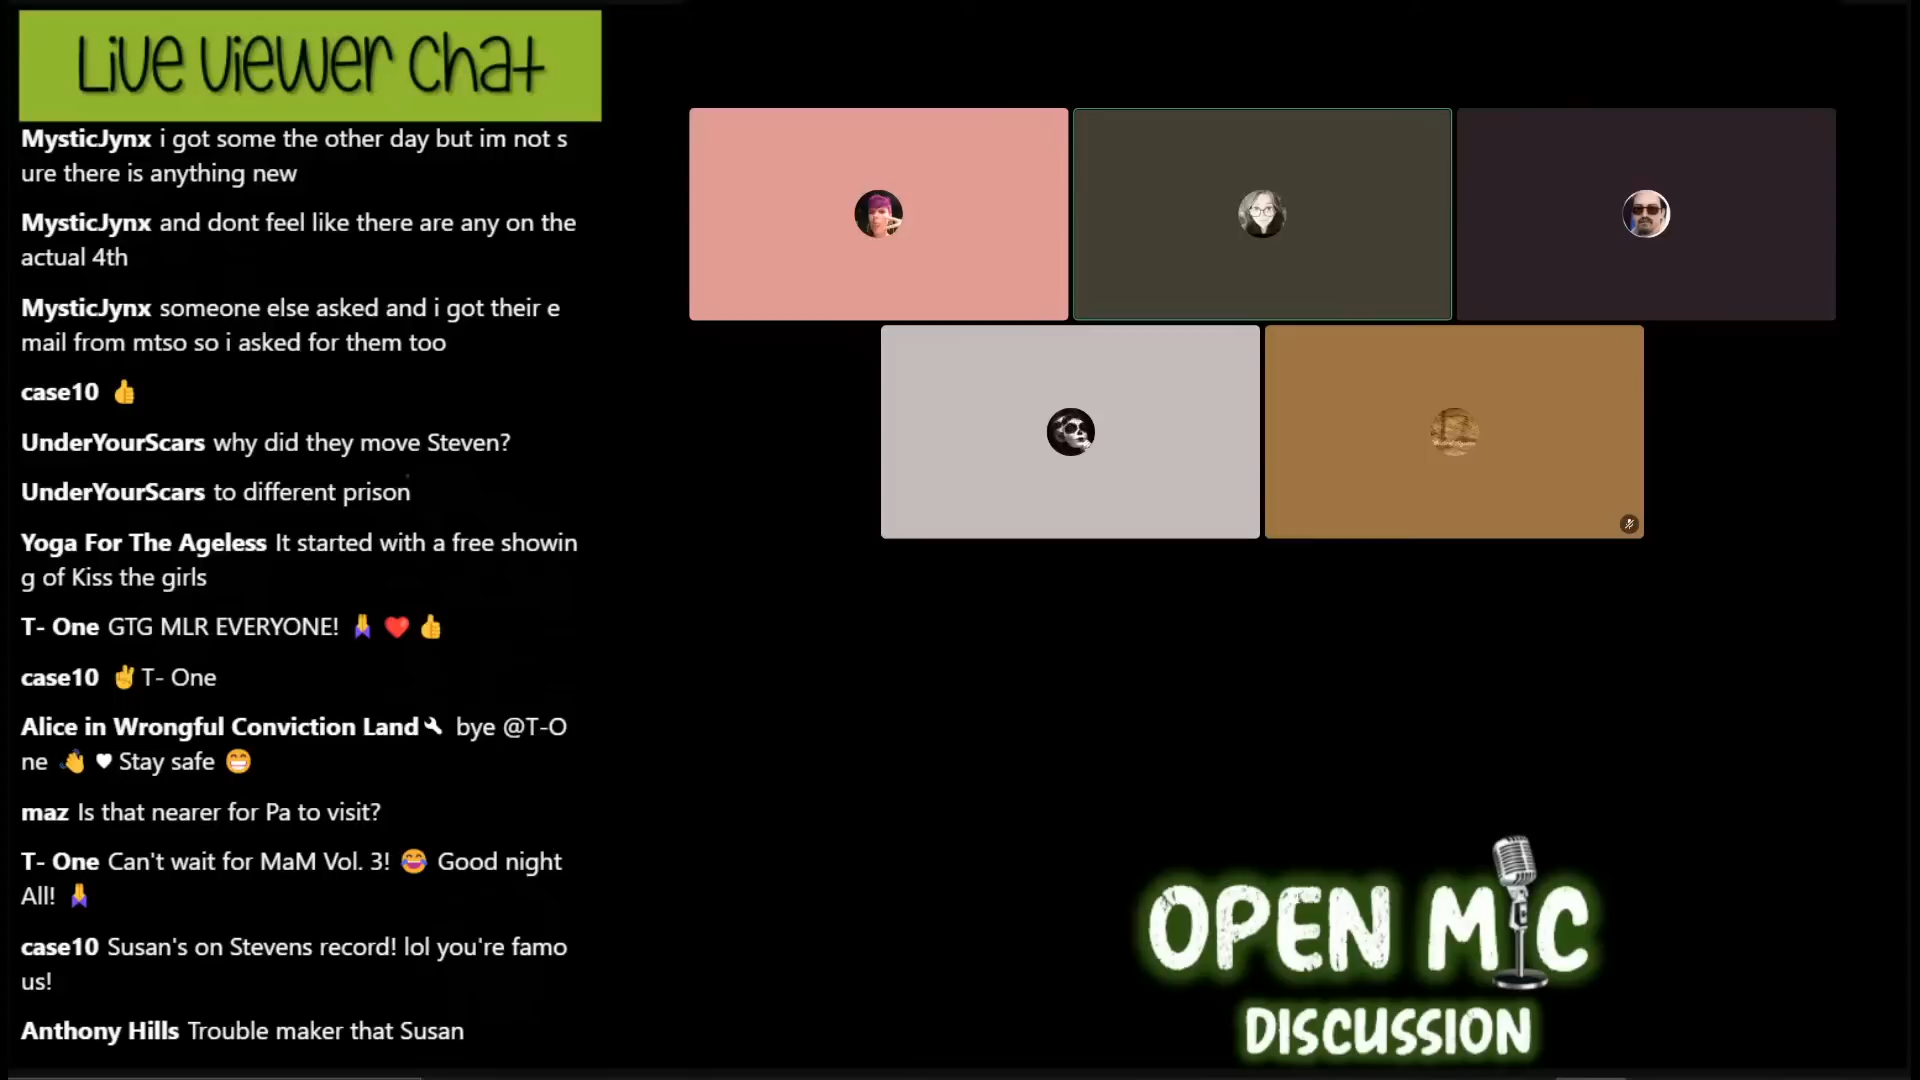 Live Viewer Chat
MysticJynx i got some the other day but im not s
ure there is anything new
MysticJynx and dont feel like there are any on the
actual 4th
MysticJynx someone else asked and i got their e
mail from mtso so i asked for them too
case10 👍
UnderYourScars why did they move Steven?
UnderYourScars to different prison
Yoga For The Ageless It started with a free showin
g of Kiss the girls
T- One GTG MLR EVERYONE! 🙏 ❤️ 👍
case10 ✌️T- One
Alice in Wrongful Conviction Land🔧 bye @T-O
ne 👋 ♥ Stay safe 😁
maz Is that nearer for Pa to visit?
T- One Can't wait for MaM Vol. 3! 😂 Good night
All! 🙏
case10 Susan's on Stevens record! lol you're famo
us!
Anthony Hills Trouble maker that Susan
OPEN MIC
DISCUSSION